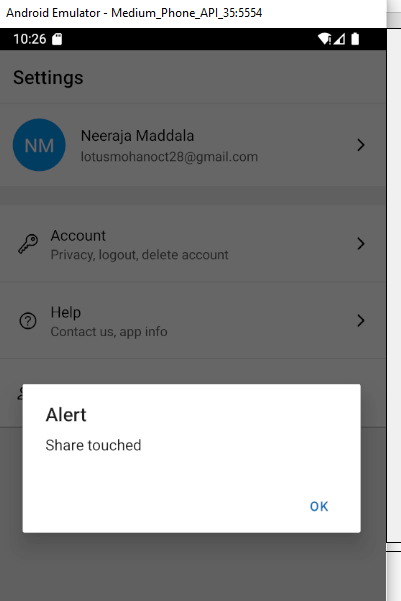 Android Emulator - Medium_Phone_API_35:5554
10:26
Settings
NM
Neeraja Maddala
lotusmohanoct28@gmail.com
Account
Privacy, logout, delete account
Help
Contact us, app info
Alert
Share touched
OK